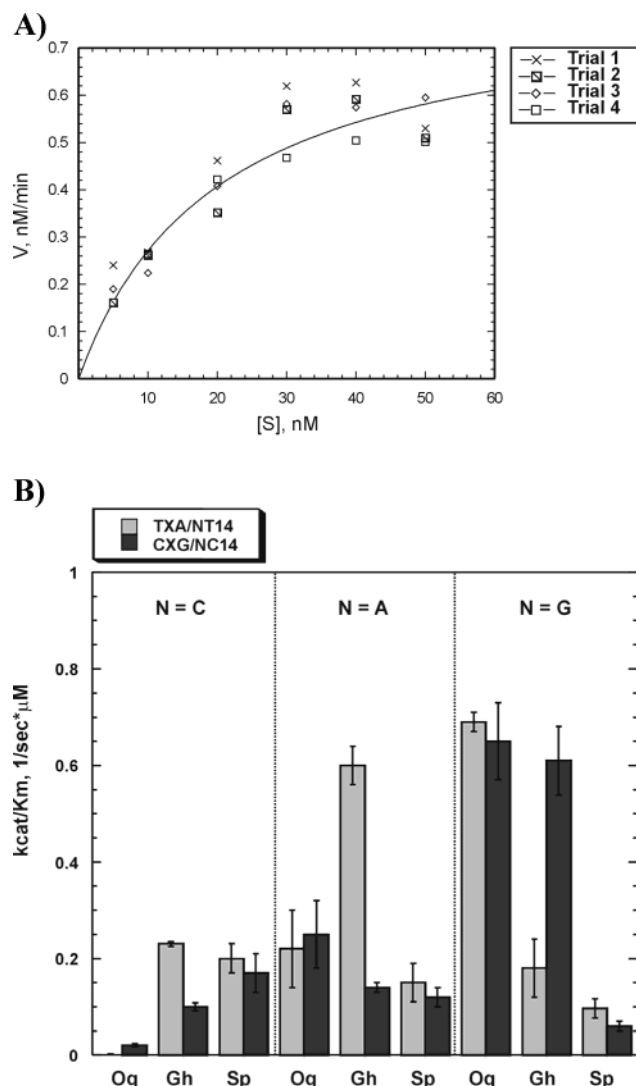 A)
0.7
0.6
0.5
0.4
0.3
0.2
0.1
0
V, nM/min
10 20 30 40 50 60
[S], nM
Trial 1
Trial 2
Trial 3
Trial 4
B)
TXA/NT14
CXG/NC14
1
0.8
0.6
0.4
0.2
0
kcat/Km, 1/sec*μM
N = C N = A N = G
Og Gh Sp Og Gh Sp Og Gh Sp